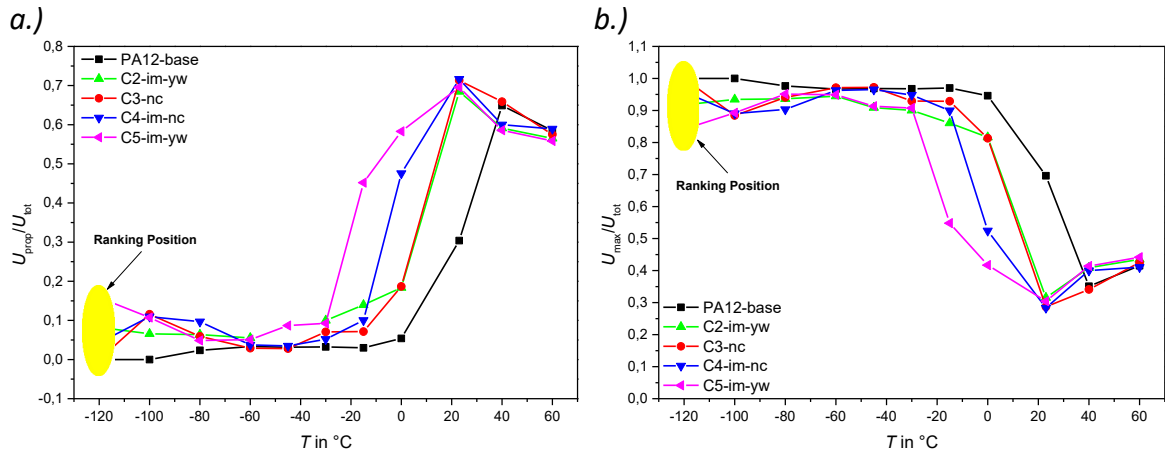 a.)
0,8
0,7
0,6
0,5
0,4
0,3
0,2
0,1
0,0
-0,1
U_prop/U_tot
PA12-base
C2-im-yw
C3-nc
C4-im-nc
C5-im-yw
Ranking Position
-120 -100 -80 -60 -40 -20 0 20 40 60
T in °C
b.)
1,1
1,0
0,9
0,8
0,7
0,6
0,5
0,4
0,3
0,2
0,1
0,0
U_max/U_tot
Ranking Position
PA12-base
C2-im-yw
C3-nc
C4-im-nc
C5-im-yw
-120 -100 -80 -60 -40 -20 0 20 40 60
T in °C